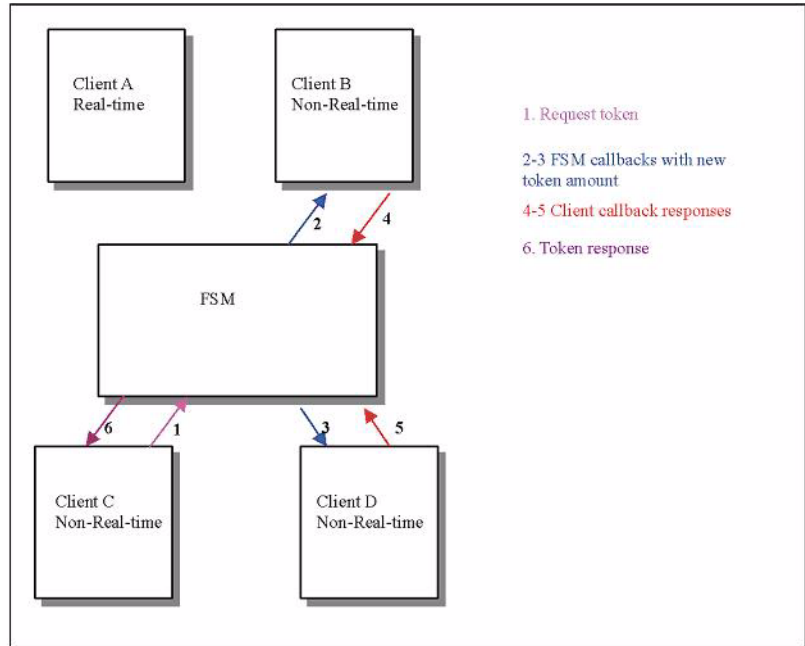 Client A
Real-time
Client B
Non-Real-time
1. Request token
2-3 FSM callbacks with new
token amount
4-5 Client callback responses
6. Token response
2
4
FSM
6
1
3
5
Client C
Non-Real-time
Client D
Non-Real-time